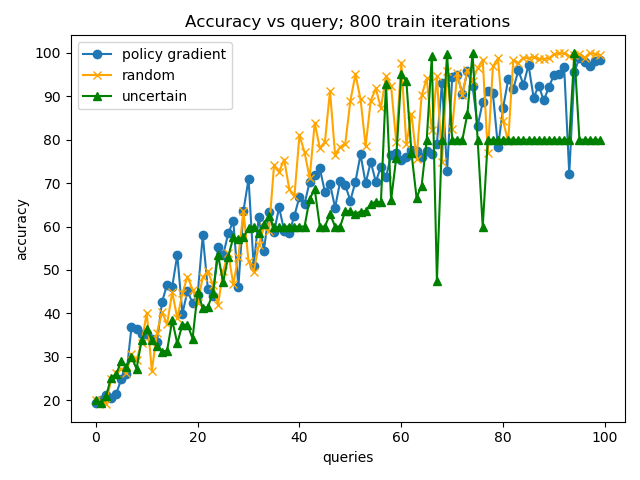 Accuracy vs query; 800 train iterations
policy gradient
random
uncertain
accuracy
100
90
80
70
60
50
40
30
20
0
20
40
60
80
100
queries